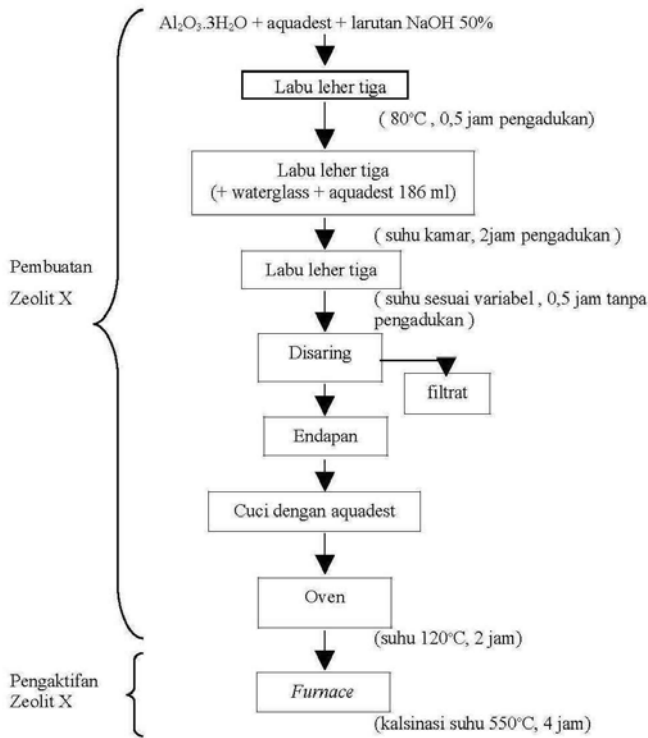 Al₂O₃.3H₂O + aquadest + larutan NaOH 50%
Labu leher tiga
( 80°C , 0,5 jam pengadukan)
Labu leher tiga
(+ waterglass + aquadest 186 ml)
( suhu kamar, 2jam pengadukan )
Pembuatan
Zeolit X
Labu leher tiga
( suhu sesuai variabel , 0,5 jam tanpa
pengadukan )
Disaring
filtrat
Endapan
Cuci dengan aquadest
Oven
(suhu 120°C, 2 jam)
Pengaktifan
Zeolit X
Furnace
(kalsinasi suhu 550°C, 4 jam)